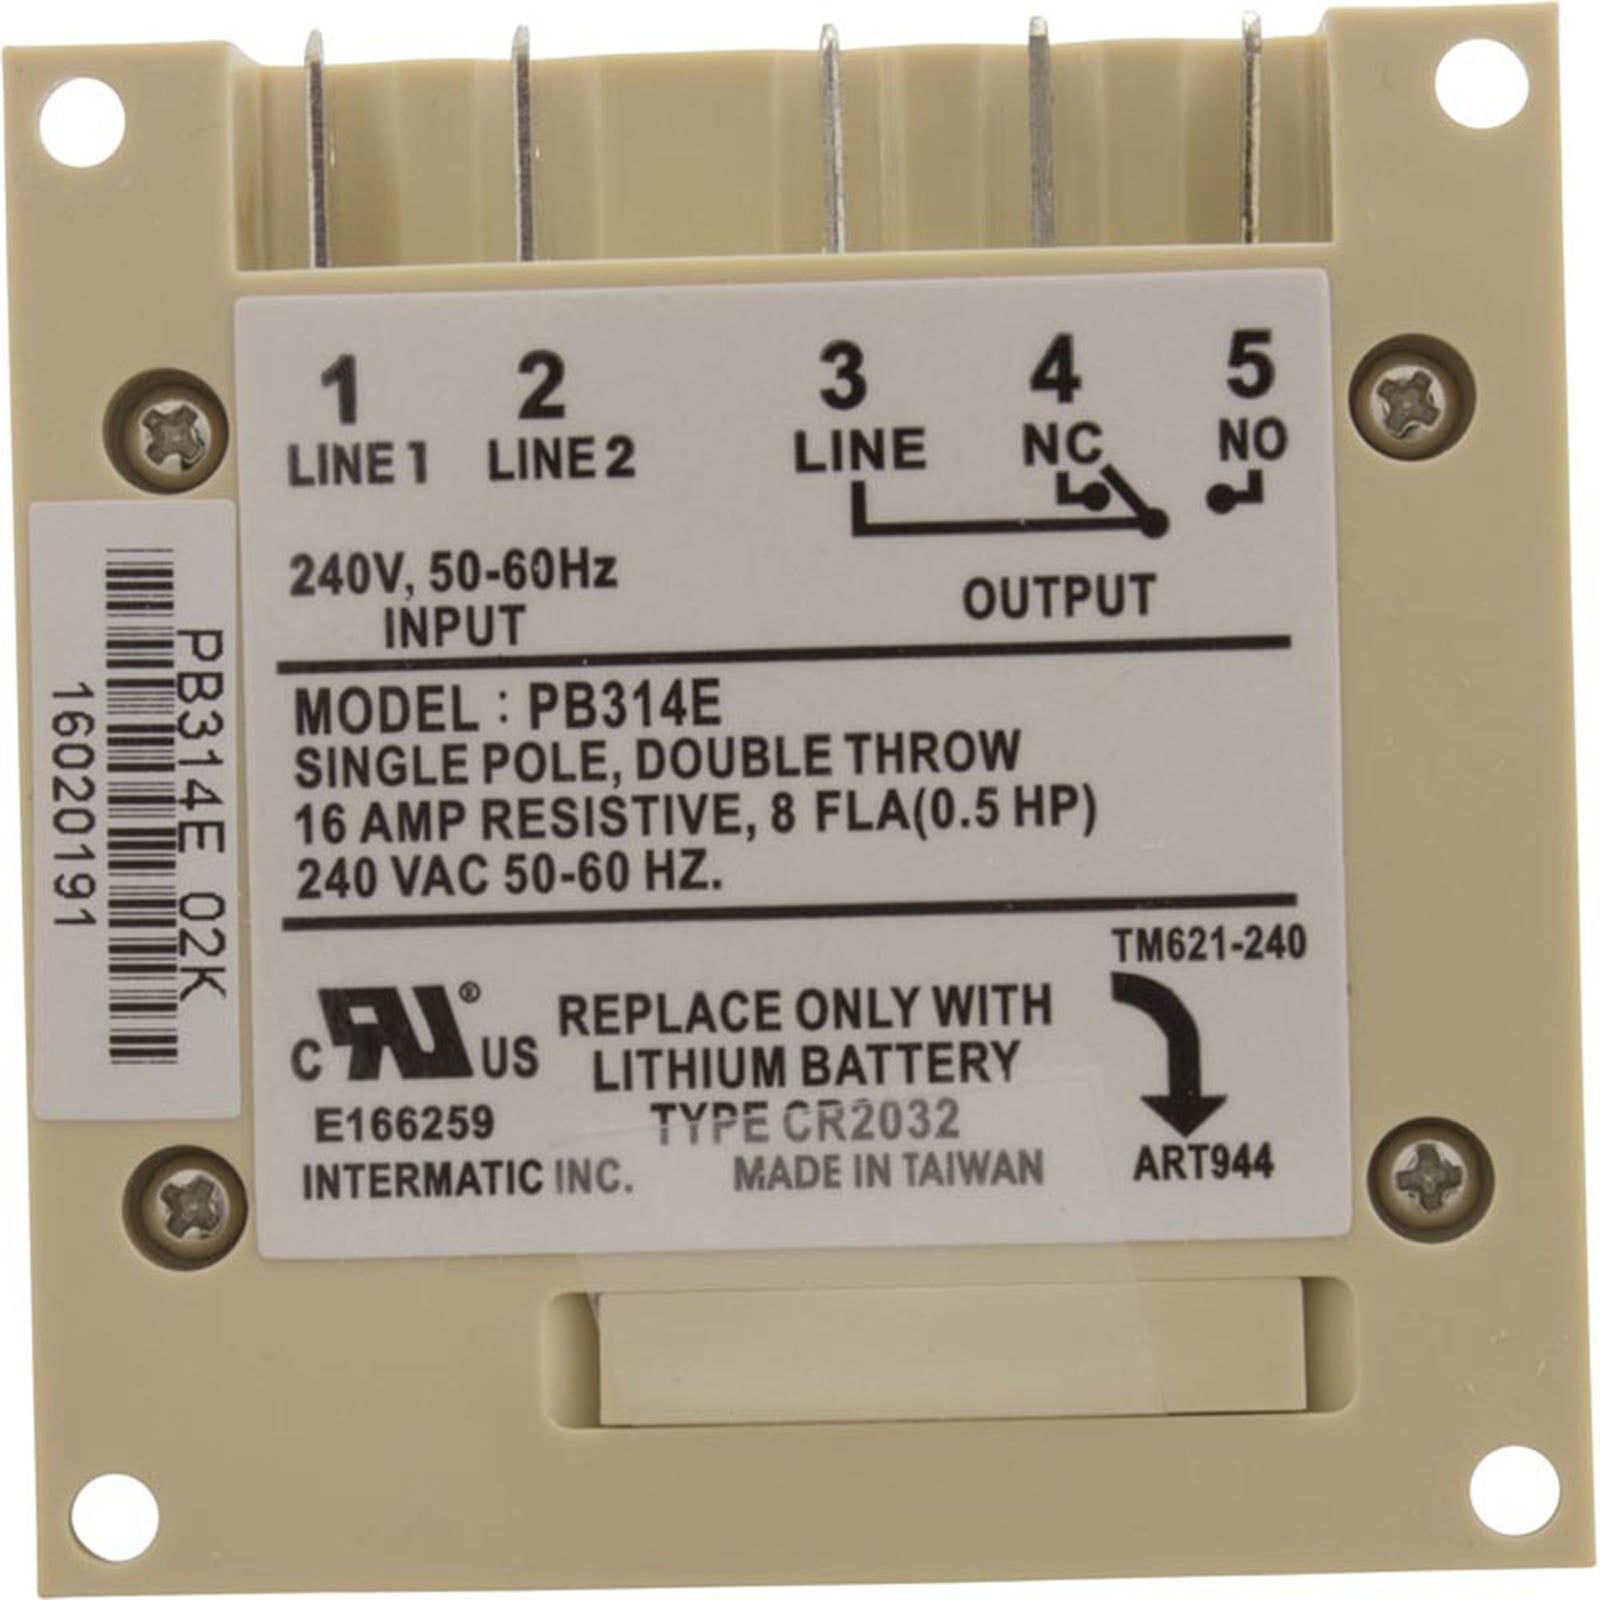 1 2 3 4 5
LINE 1 LINE 2 LINE NC NO
240V, 50-60Hz
INPUT
OUTPUT
MODEL : PB314E
SINGLE POLE, DOUBLE THROW
16 AMP RESISTIVE, 8 FLA(0.5 HP)
240 VAC 50-60 HZ.
TM621-240
C RU® US
REPLACE ONLY WITH
LITHIUM BATTERY
TYPE CR2032
E166259
INTERMATIC INC.
MADE IN TAIWAN
ART944
PB314E 02K
16020191